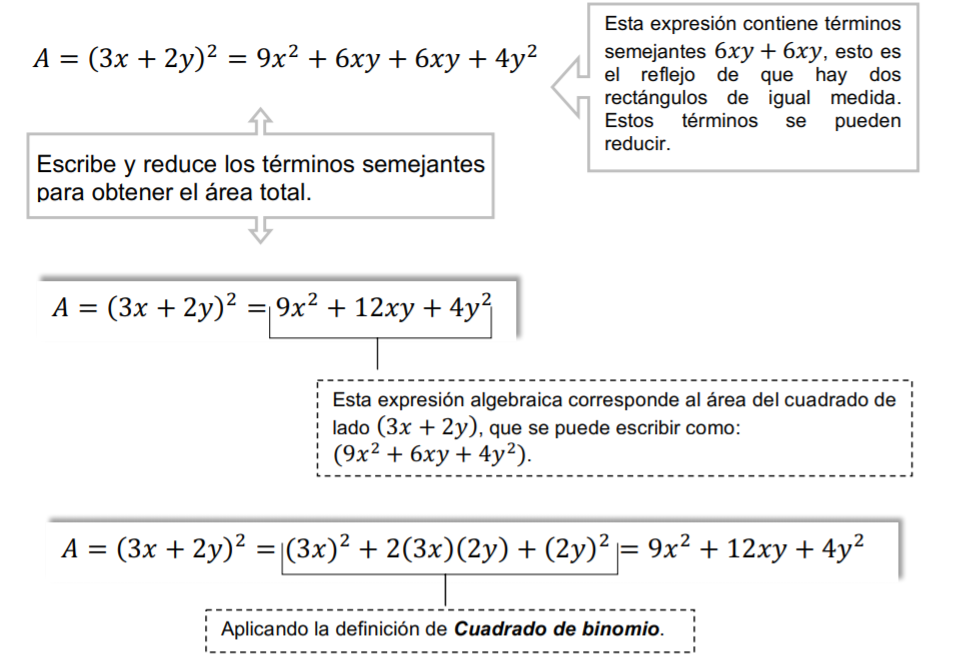 A = (3x + 2y)² = 9x² + 6xy + 6xy + 4y²
Esta expresión contiene términos
semejantes 6xy + 6xy, esto es
el reflejo de que hay dos
rectángulos de igual medida.
Estos términos se pueden
reducir.
Escribe y reduce los términos semejantes
para obtener el área total.
A = (3x + 2y)² = 9x² + 12xy + 4y²
Esta expresión algebraica corresponde al área del cuadrado de
lado (3x + 2y), que se puede escribir como:
(9x² + 6xy + 4y²).
A = (3x + 2y)² = (3x)² + 2(3x)(2y) + (2y)² = 9x² + 12xy + 4y²
Aplicando la definición de Cuadrado de binomio.